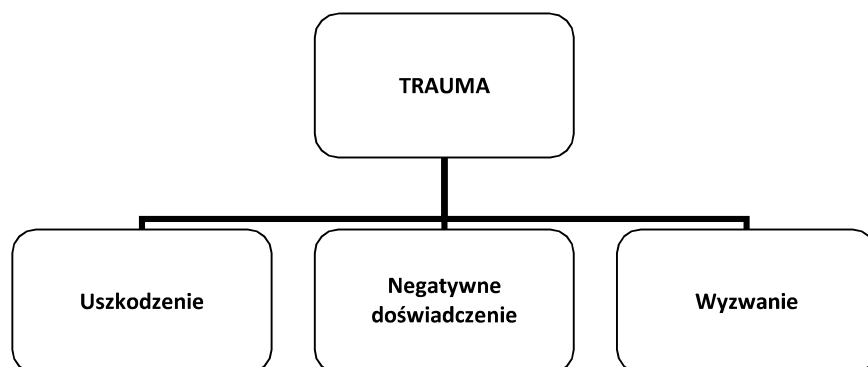 TRAUMA
Uszkodzenie
Negatywne
doświadczenie
Wyzwanie